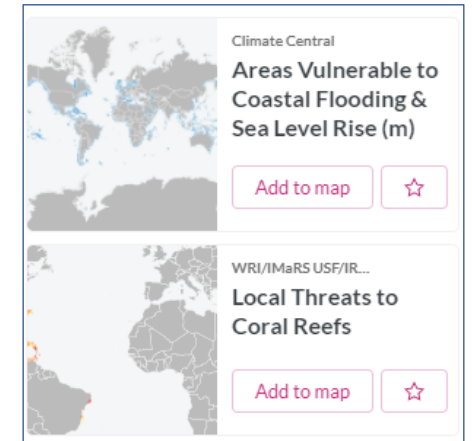 Climate Central
Areas Vulnerable to
Coastal Flooding &
Sea Level Rise (m)
Add to map
WRI/IMaRS USF/IR...
Local Threats to
Coral Reefs
Add to map